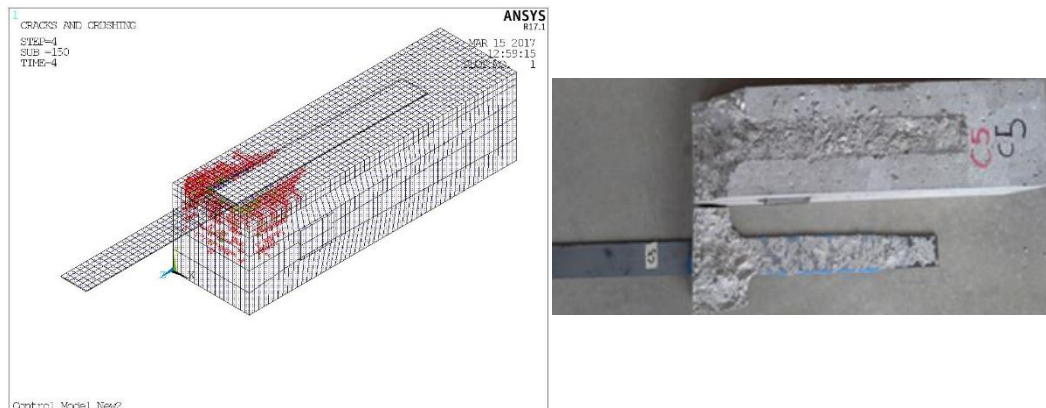 1
CRACKS AND CRUSHING
STEP=4
SUB =150
TIME=4
ANSYS
R17.1
MAR 15 2017
12:59:15
1
Control Model New2
C5
C5